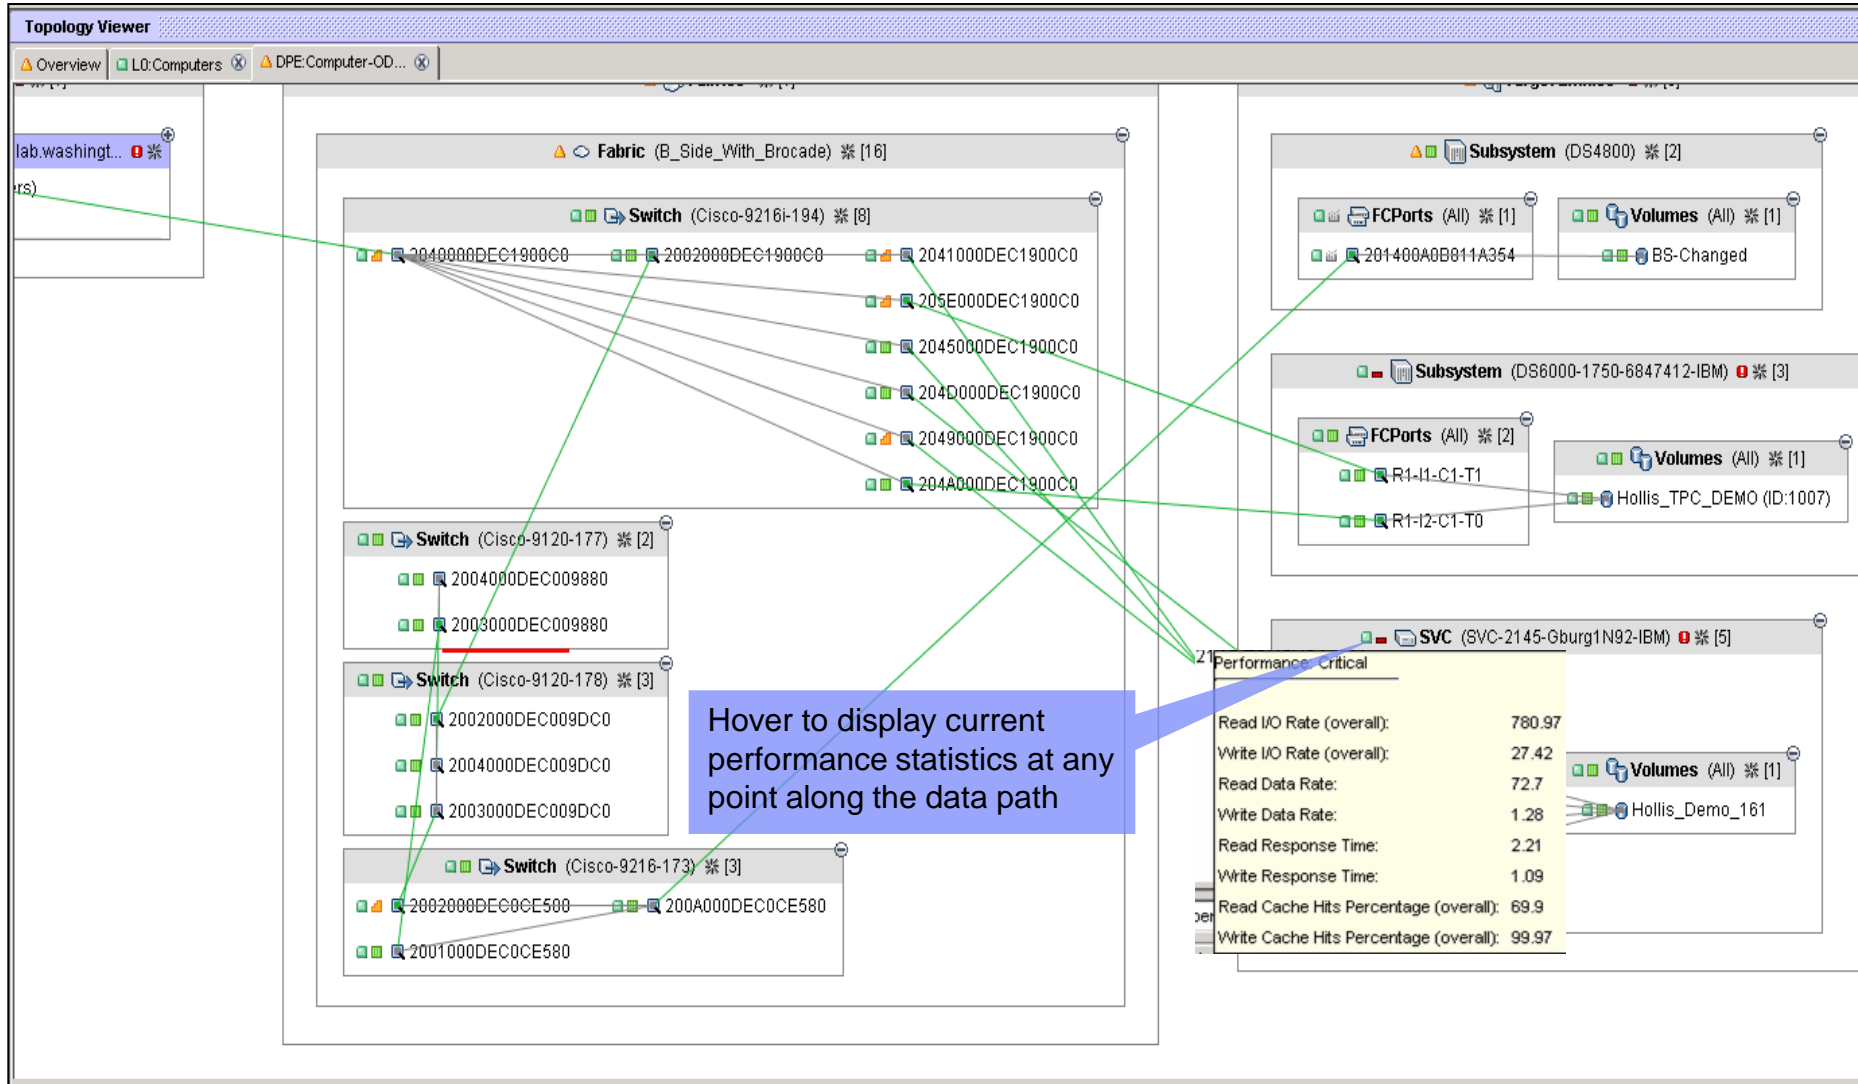 Topology Viewer
Overview
L0:Computers
DPE:Computer-OD...
lab.washingt...
Fabric (B_Side_With_Brocade) [16]
Switch (Cisco-9216i-194) [8]
2040000DEC1900C0
2002000DEC1900C0
2041000DEC1900C0
205E000DEC1900C0
2045000DEC1900C0
204D000DEC1900C0
2049000DEC1900C0
204A000DEC1900C0
Switch (Cisco-9120-177) [2]
2004000DEC009880
2003000DEC009880
Switch (Cisco-9120-178) [3]
2002000DEC009DC0
2004000DEC009DC0
2003000DEC009DC0
Switch (Cisco-9216-173) [3]
2002000DEC0CE580
200A000DEC0CE580
2001000DEC0CE580
Hover to display current
performance statistics at any
point along the data path
Subsystem (DS4800) [2]
FCPorts (All) [1]
201400A0B811A354
Volumes (All) [1]
BS-Changed
Subsystem (DS6000-1750-6847412-IBM) [3]
FCPorts (All) [2]
R1-I1-C1-T1
R1-I2-C1-T0
Volumes (All) [1]
Hollis_TPC_DEMO (ID:1007)
SVC (SVC-2145-Gburg1N92-IBM) [5]
21
Performance: Critical
Read I/O Rate (overall): 780.97
Write I/O Rate (overall): 27.42
Read Data Rate: 72.7
Write Data Rate: 1.28
Read Response Time: 2.21
Write Response Time: 1.09
Read Cache Hits Percentage (overall): 69.9
Write Cache Hits Percentage (overall): 99.97
Volumes (All) [1]
Hollis_Demo_161